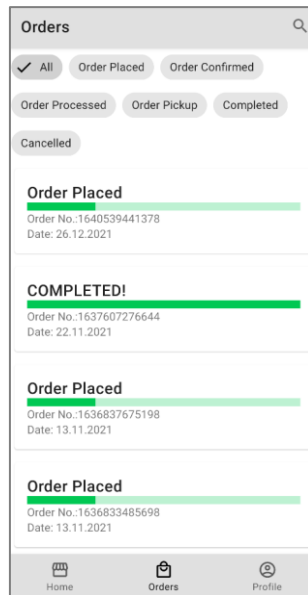 Orders
All Order Placed Order Confirmed
Order Processed Order Pickup Completed
Cancelled
Order Placed
Order No.:1640539441378
Date: 26.12.2021
COMPLETED!
Order No.:1637607276644
Date: 22.11.2021
Order Placed
Order No.:1636837675198
Date: 13.11.2021
Order Placed
Order No.:1636833485698
Date: 13.11.2021
Home Orders Profile